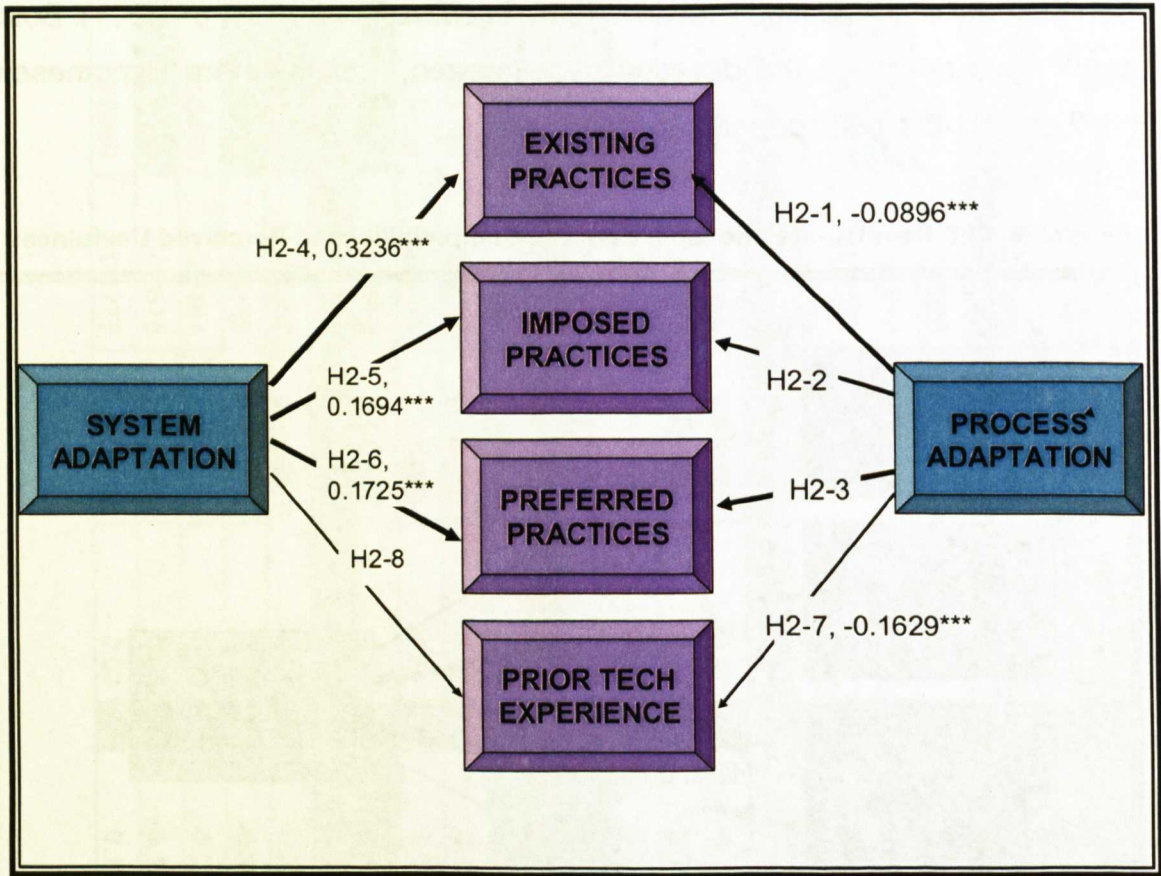 EXISTING
PRACTICES
H2-1, -0.0896***
H2-4, 0.3236***
IMPOSED
PRACTICES
H2-5,
0.1694***
H2-2
SYSTEM
ADAPTATION
PROCESS
ADAPTATION
H2-6,
0.1725***
PREFERRED
PRACTICES
H2-3
H2-8
H2-7, -0.1629***
PRIOR TECH
EXPERIENCE